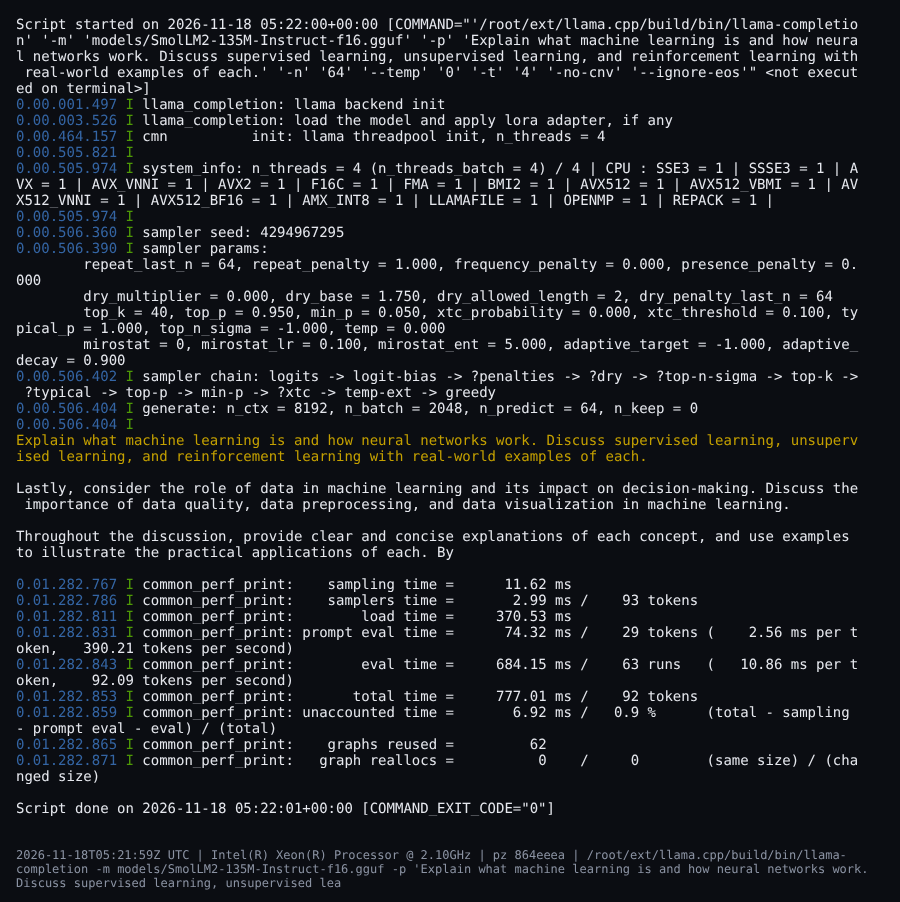 Script started on 2026-11-18 05:22:00+00:00 [COMMAND="'/root/ext/llama.cpp/build/bin/llama-completio
n' '-m' 'models/SmolLM2-135M-Instruct-f16.gguf' '-p' 'Explain what machine learning is and how neura
l networks work. Discuss supervised learning, unsupervised learning, and reinforcement learning with
 real-world examples of each.' '-n' '64' '--temp' '0' '-t' '4' '-no-cnv' '--ignore-eos'" <not execut
ed on terminal>]
0.00.001.497 I llama_completion: llama backend init
0.00.003.526 I llama_completion: load the model and apply lora adapter, if any
0.00.464.157 I cmn          init: llama threadpool init, n_threads = 4
0.00.505.821 I
0.00.505.974 I system_info: n_threads = 4 (n_threads_batch = 4) / 4 | CPU : SSE3 = 1 | SSSE3 = 1 | A
VX = 1 | AVX_VNNI = 1 | AVX2 = 1 | F16C = 1 | FMA = 1 | BMI2 = 1 | AVX512 = 1 | AVX512_VBMI = 1 | AV
X512_VNNI = 1 | AVX512_BF16 = 1 | AMX_INT8 = 1 | LLAMAFILE = 1 | OPENMP = 1 | REPACK = 1 |
0.00.505.974 I
0.00.506.360 I sampler seed: 4294967295
0.00.506.390 I sampler params:
        repeat_last_n = 64, repeat_penalty = 1.000, frequency_penalty = 0.000, presence_penalty = 0.
000
        dry_multiplier = 0.000, dry_base = 1.750, dry_allowed_length = 2, dry_penalty_last_n = 64
        top_k = 40, top_p = 0.950, min_p = 0.050, xtc_probability = 0.000, xtc_threshold = 0.100, ty
pical_p = 1.000, top_n_sigma = -1.000, temp = 0.000
        mirostat = 0, mirostat_lr = 0.100, mirostat_ent = 5.000, adaptive_target = -1.000, adaptive_
decay = 0.900
0.00.506.402 I sampler chain: logits -> logit-bias -> ?penalties -> ?dry -> ?top-n-sigma -> top-k ->
 ?typical -> top-p -> min-p -> ?xtc -> temp-ext -> greedy
0.00.506.404 I generate: n_ctx = 8192, n_batch = 2048, n_predict = 64, n_keep = 0
0.00.506.404 I
Explain what machine learning is and how neural networks work. Discuss supervised learning, unsuperv
ised learning, and reinforcement learning with real-world examples of each.

Lastly, consider the role of data in machine learning and its impact on decision-making. Discuss the
 importance of data quality, data preprocessing, and data visualization in machine learning.

Throughout the discussion, provide clear and concise explanations of each concept, and use examples
to illustrate the practical applications of each. By

0.01.282.767 I common_perf_print:    sampling time =      11.62 ms
0.01.282.786 I common_perf_print:    samplers time =       2.99 ms /    93 tokens
0.01.282.811 I common_perf_print:        load time =     370.53 ms
0.01.282.831 I common_perf_print: prompt eval time =      74.32 ms /    29 tokens (    2.56 ms per t
oken,   390.21 tokens per second)
0.01.282.843 I common_perf_print:        eval time =     684.15 ms /    63 runs   (   10.86 ms per t
oken,    92.09 tokens per second)
0.01.282.853 I common_perf_print:       total time =     777.01 ms /    92 tokens
0.01.282.859 I common_perf_print: unaccounted time =       6.92 ms /   0.9 %      (total - sampling
- prompt eval - eval) / (total)
0.01.282.865 I common_perf_print:    graphs reused =         62
0.01.282.871 I common_perf_print:   graph reallocs =          0    /     0        (same size) / (cha
nged size)

Script done on 2026-11-18 05:22:01+00:00 [COMMAND_EXIT_CODE="0"]

2026-11-18T05:21:59Z UTC | Intel(R) Xeon(R) Processor @ 2.10GHz | pz 864eeea | /root/ext/llama.cpp/build/bin/llama-
completion -m models/SmolLM2-135M-Instruct-f16.gguf -p 'Explain what machine learning is and how neural networks work.
Discuss supervised learning, unsupervised lea